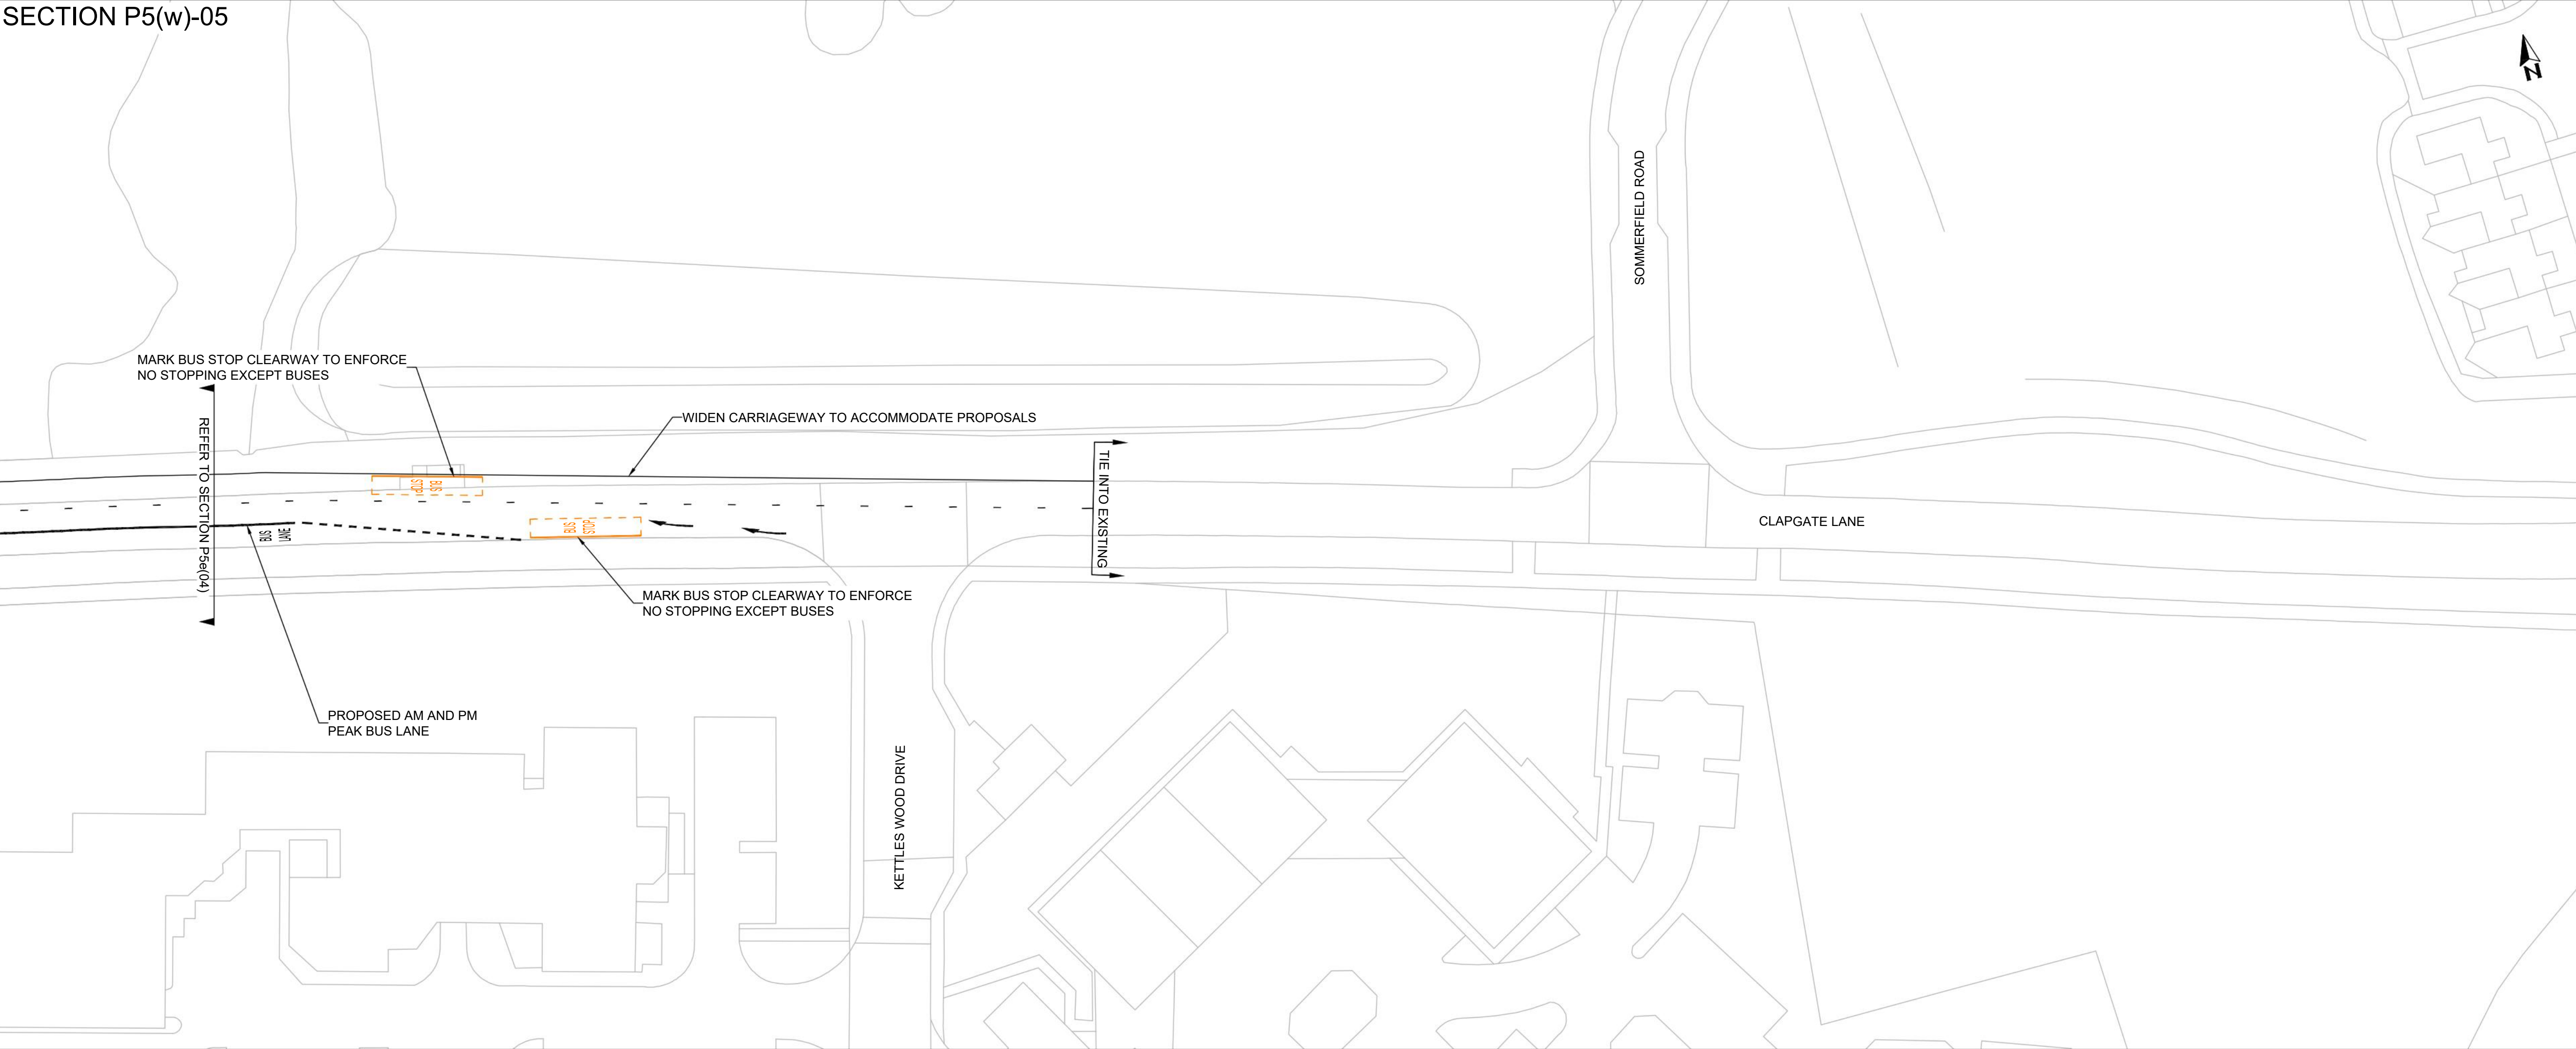 SECTION P5(w)-05
N
SOMMERFIELD ROAD
MARK BUS STOP CLEARWAY TO ENFORCE
NO STOPPING EXCEPT BUSES
WIDEN CARRIAGEWAY TO ACCOMMODATE PROPOSALS
REFER TO SECTION P5e(04)
TIE INTO EXISTING
BUS
STOP
BUS
STOP
BUS
LANE
CLAPGATE LANE
MARK BUS STOP CLEARWAY TO ENFORCE
NO STOPPING EXCEPT BUSES
PROPOSED AM AND PM
PEAK BUS LANE
KETTLES WOOD DRIVE